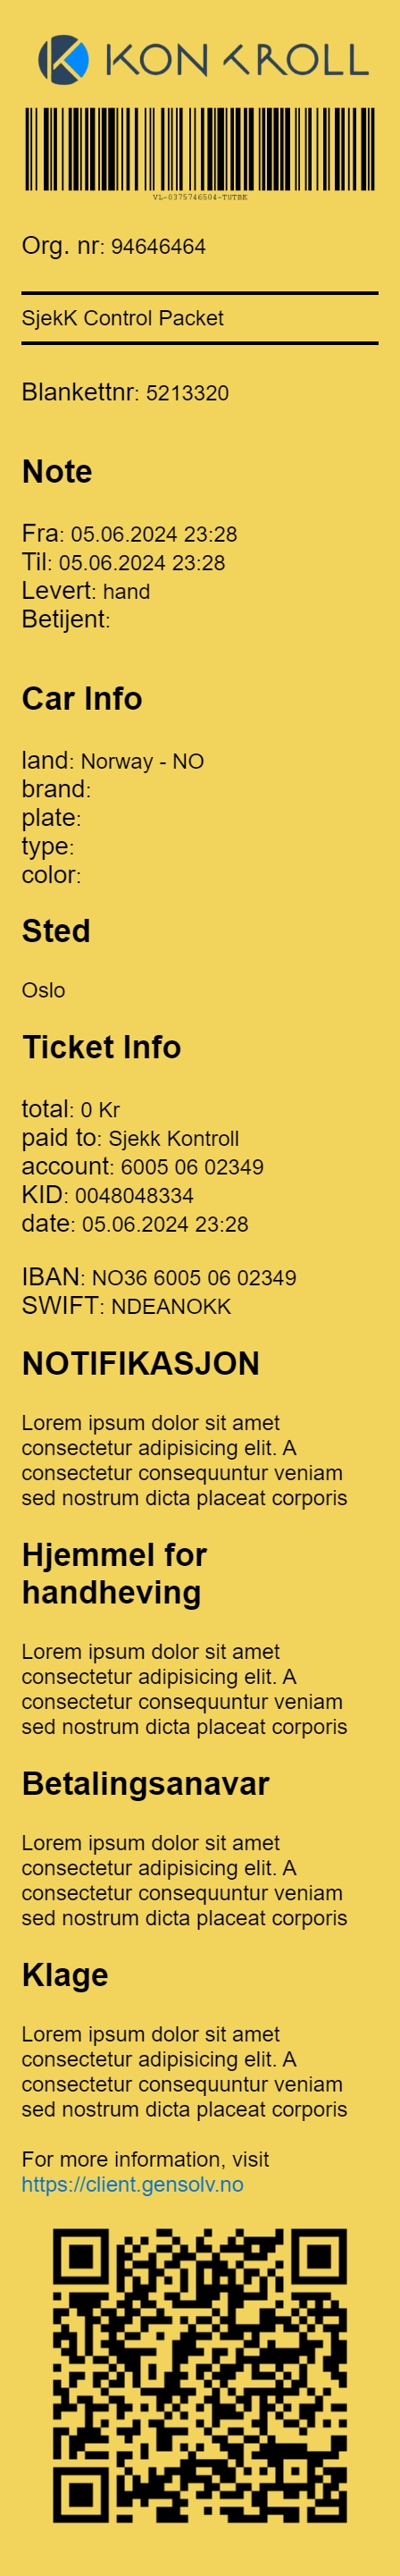 KONTROLL
VL-0375746504-TUTBK
Org. nr: 94646464
SjekK Control Packet
Blankettnr: 5213320
Note
Fra: 05.06.2024 23:28
Til: 05.06.2024 23:28
Levert: hand
Betijent:
Car Info
land: Norway - NO
brand:
plate:
type:
color:
Sted
Oslo
Ticket Info
total: 0 Kr
paid to: Sjekk Kontroll
account: 6005 06 02349
KID: 0048048334
date: 05.06.2024 23:28
IBAN: NO36 6005 06 02349
SWIFT: NDEANOKK
NOTIFIKASJON
Lorem ipsum dolor sit amet
consectetur adipisicing elit. A
consectetur consequuntur veniam
sed nostrum dicta placeat corporis
Hjemmel for
handheving
Lorem ipsum dolor sit amet
consectetur adipisicing elit. A
consectetur consequuntur veniam
sed nostrum dicta placeat corporis
Betalingsanavar
Lorem ipsum dolor sit amet
consectetur adipisicing elit. A
consectetur consequuntur veniam
sed nostrum dicta placeat corporis
Klage
Lorem ipsum dolor sit amet
consectetur adipisicing elit. A
consectetur consequuntur veniam
sed nostrum dicta placeat corporis
For more information, visit
https://client.gensolv.no